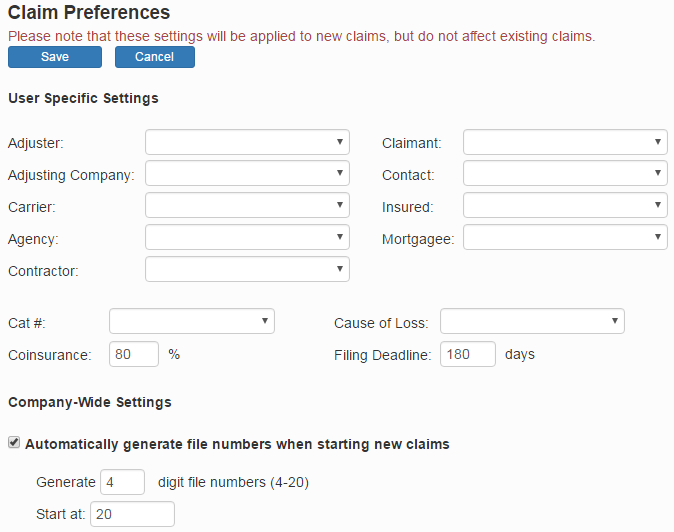 Claim Preferences
Please note that these settings will be applied to new claims, but do not affect existing claims.
Save Cancel
User Specific Settings
Adjuster: Claimant:
Adjusting Company: Contact:
Carrier: Insured:
Agency: Mortgagee:
Contractor:
Cat #: Cause of Loss:
Coinsurance: 80 % Filing Deadline: 180 days
Company-Wide Settings
Automatically generate file numbers when starting new claims
Generate 4 digit file numbers (4-20)
Start at: 20